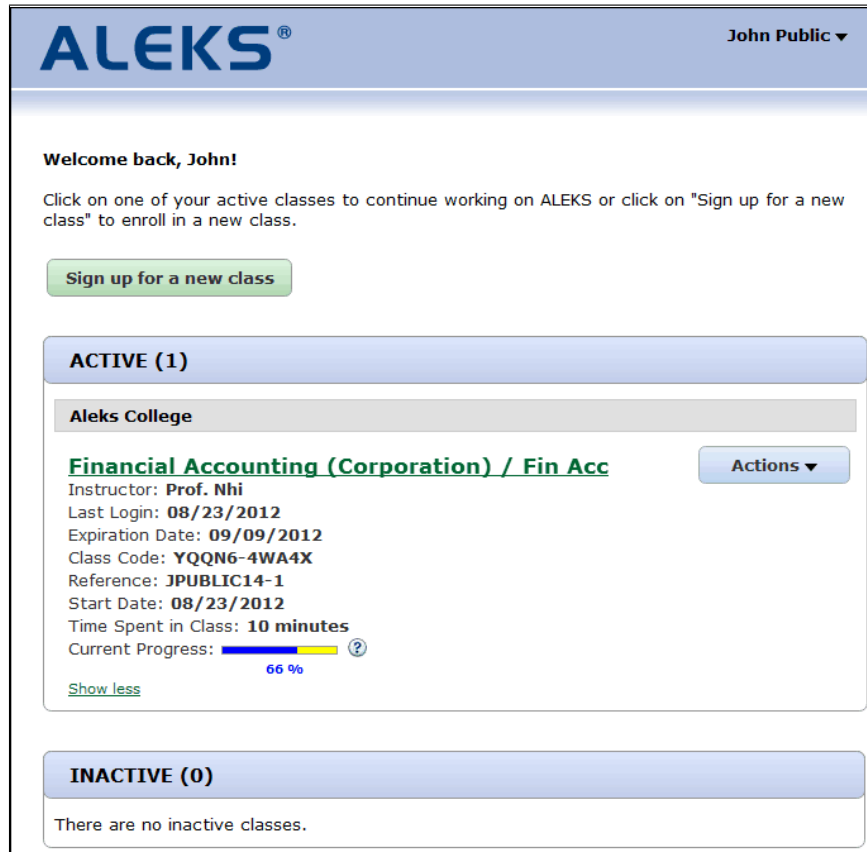 ALEKS®
John Public ▾
Welcome back, John!
Click on one of your active classes to continue working on ALEKS or click on "Sign up for a new
class" to enroll in a new class.
Sign up for a new class
ACTIVE (1)
Aleks College
Financial Accounting (Corporation) / Fin Acc
Actions ▾
Instructor: Prof. Nhi
Last Login: 08/23/2012
Expiration Date: 09/09/2012
Class Code: YQQN6-4WA4X
Reference: JPUBLIC14-1
Start Date: 08/23/2012
Time Spent in Class: 10 minutes
Current Progress: ?
66 %
Show less
INACTIVE (0)
There are no inactive classes.